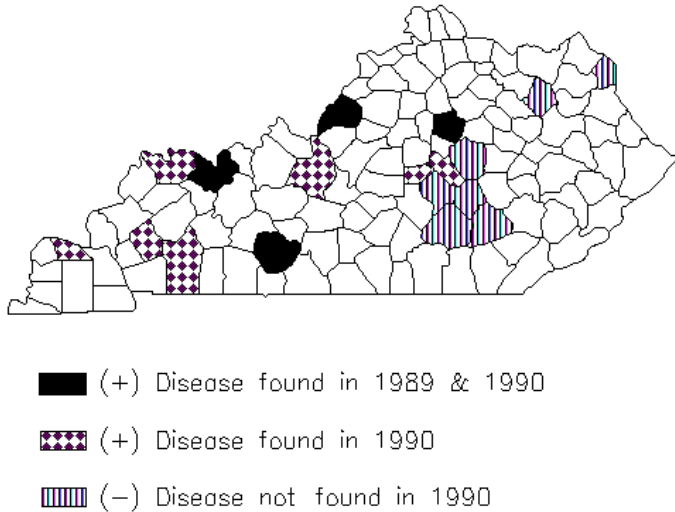 (+) Disease found in 1989 & 1990
(+) Disease found in 1990
(-) Disease not found in 1990